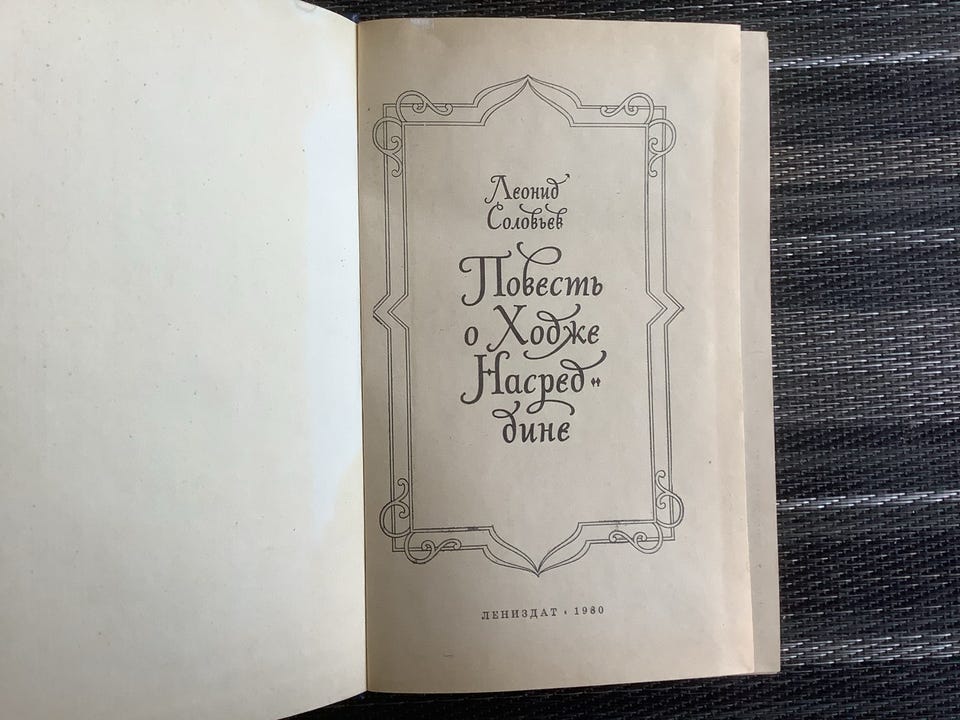 Леонид
Соловьев
Повесть
о Ходже
Насред-
дине
ЛЕНИЗДАТ • 1980